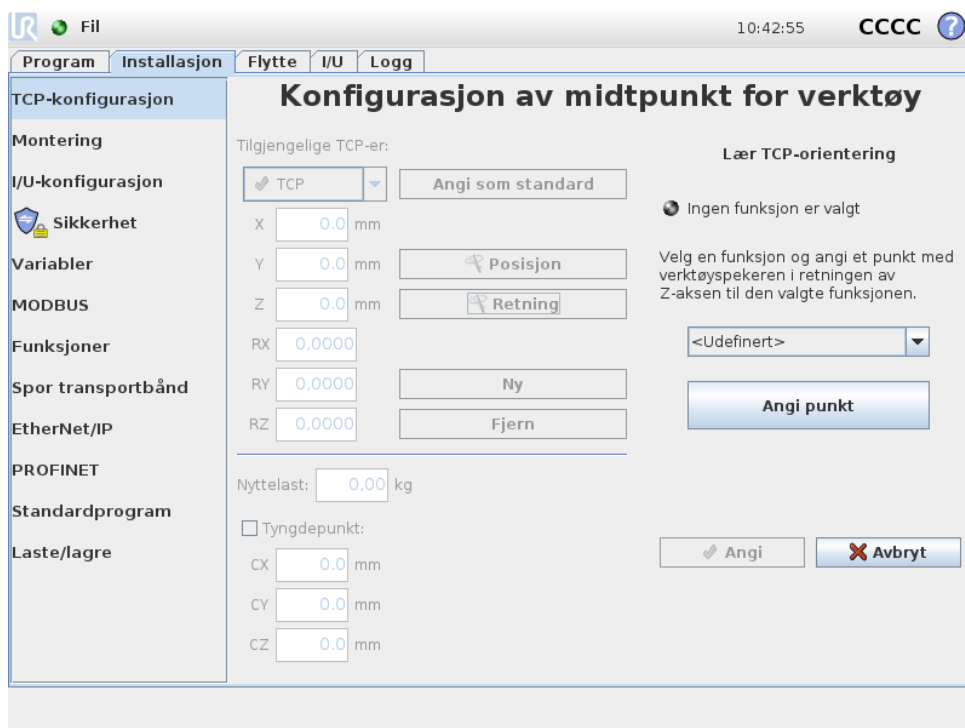 UR Fil 10:42:55 CCCC ?
Program Installasjon Flytte I/U Logg
TCP-konfigurasjon
Montering
I/U-konfigurasjon
Sikkerhet
Variabler
MODBUS
Funksjoner
Spor transportbånd
EtherNet/IP
PROFINET
Standardprogram
Laste/lagre
Konfigurasjon av midtpunkt for verktøy
Tilgjengelige TCP-er:
TCP Angi som standard
X 0.0 mm
Y 0.0 mm Posisjon
Z 0.0 mm Retning
RX 0,0000
RY 0,0000 Ny
RZ 0,0000 Fjern
Nyttelast: 0,00 kg
Tyngdepunkt:
CX 0.0 mm
CY 0.0 mm
CZ 0.0 mm
Lær TCP-orientering
Ingen funksjon er valgt
Velg en funksjon og angi et punkt med
verktøyspekeren i retningen av
Z-aksen til den valgte funksjonen.
<Udefinert>
Angi punkt
Angi Avbryt